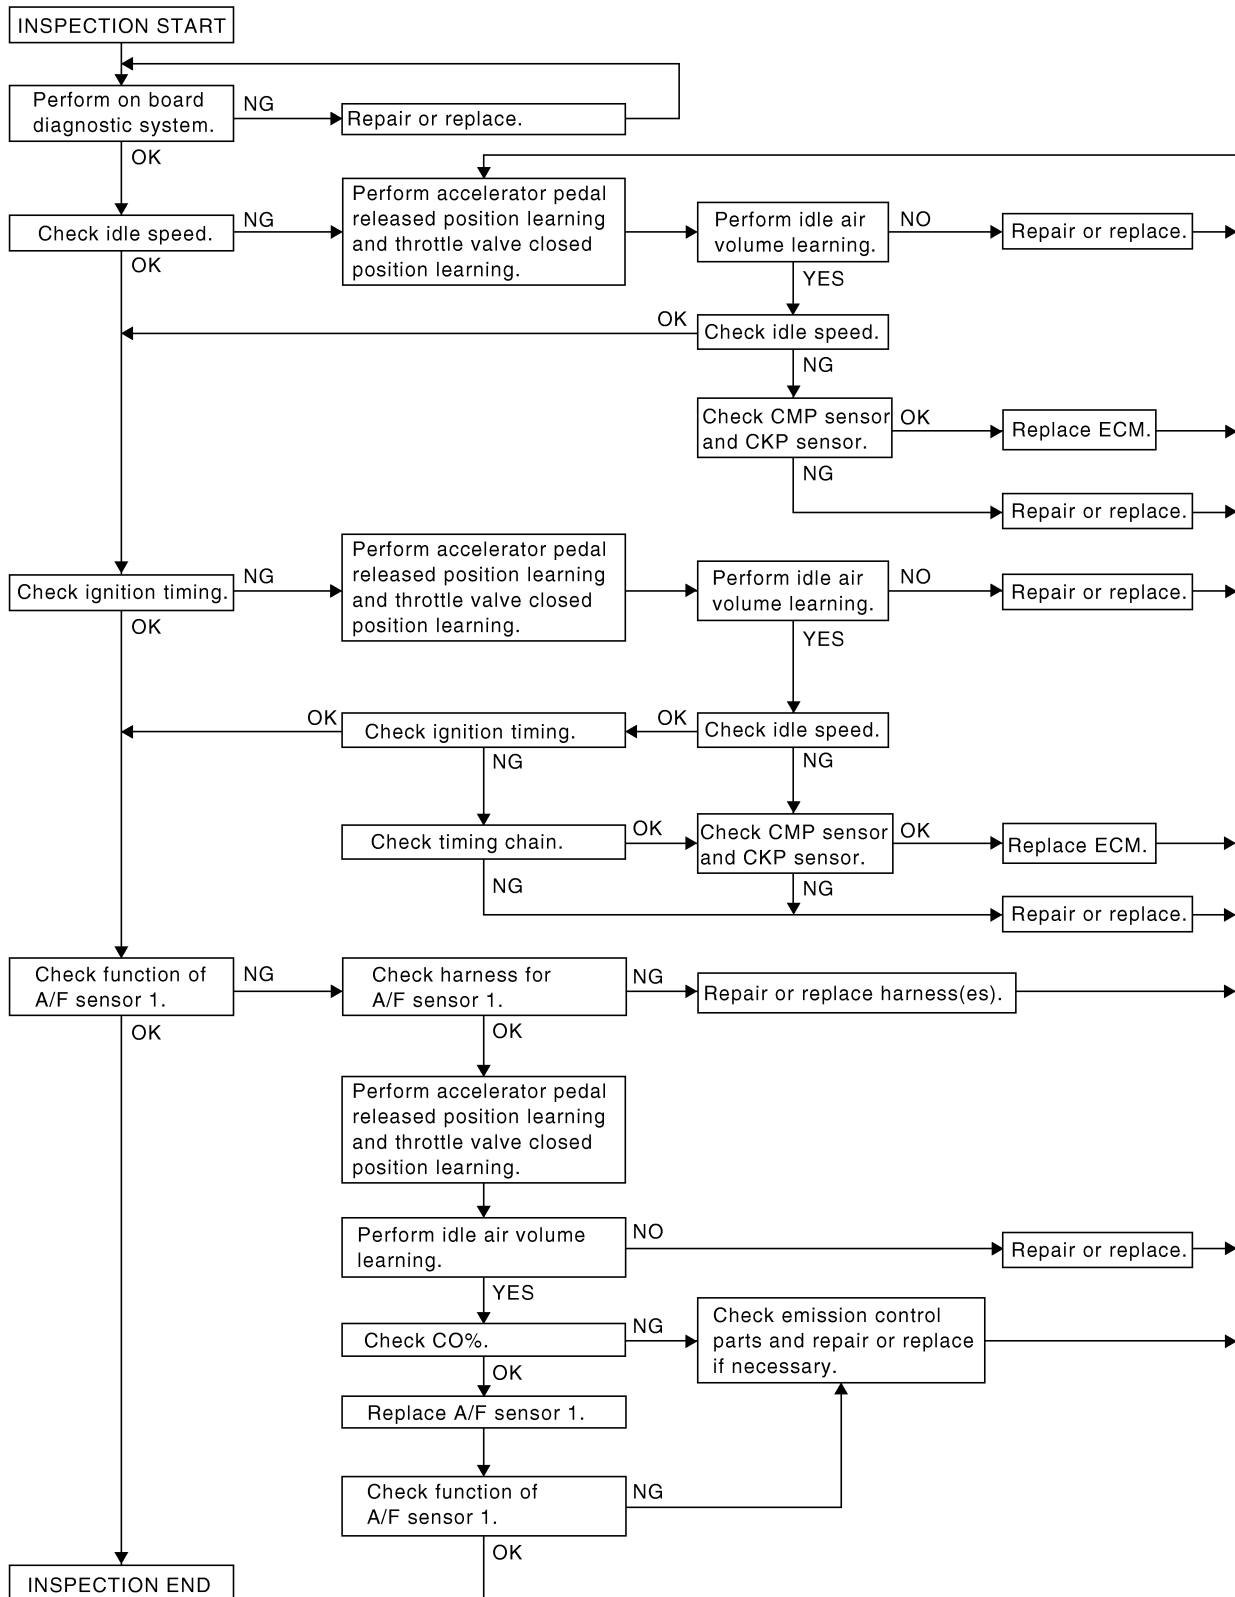 INSPECTION START
Perform on board
diagnostic system.
NG
Repair or replace.
OK
Check idle speed.
NG
Perform accelerator pedal
released position learning
and throttle valve closed
position learning.
Perform idle air
volume learning.
NO
Repair or replace.
OK
YES
OK
Check idle speed.
NG
Check CMP sensor
and CKP sensor.
OK
Replace ECM.
NG
Repair or replace.
Check ignition timing.
NG
Perform accelerator pedal
released position learning
and throttle valve closed
position learning.
Perform idle air
volume learning.
NO
Repair or replace.
OK
YES
OK
Check ignition timing.
OK
Check idle speed.
NG
NG
Check timing chain.
OK
Check CMP sensor
and CKP sensor.
OK
Replace ECM.
NG
NG
Repair or replace.
Check function of
A/F sensor 1.
NG
Check harness for
A/F sensor 1.
NG
Repair or replace harness(es).
OK
OK
Perform accelerator pedal
released position learning
and throttle valve closed
position learning.
Perform idle air volume
learning.
NO
Repair or replace.
YES
Check CO%.
NG
Check emission control
parts and repair or replace
if necessary.
OK
Replace A/F sensor 1.
Check function of
A/F sensor 1.
NG
OK
INSPECTION END